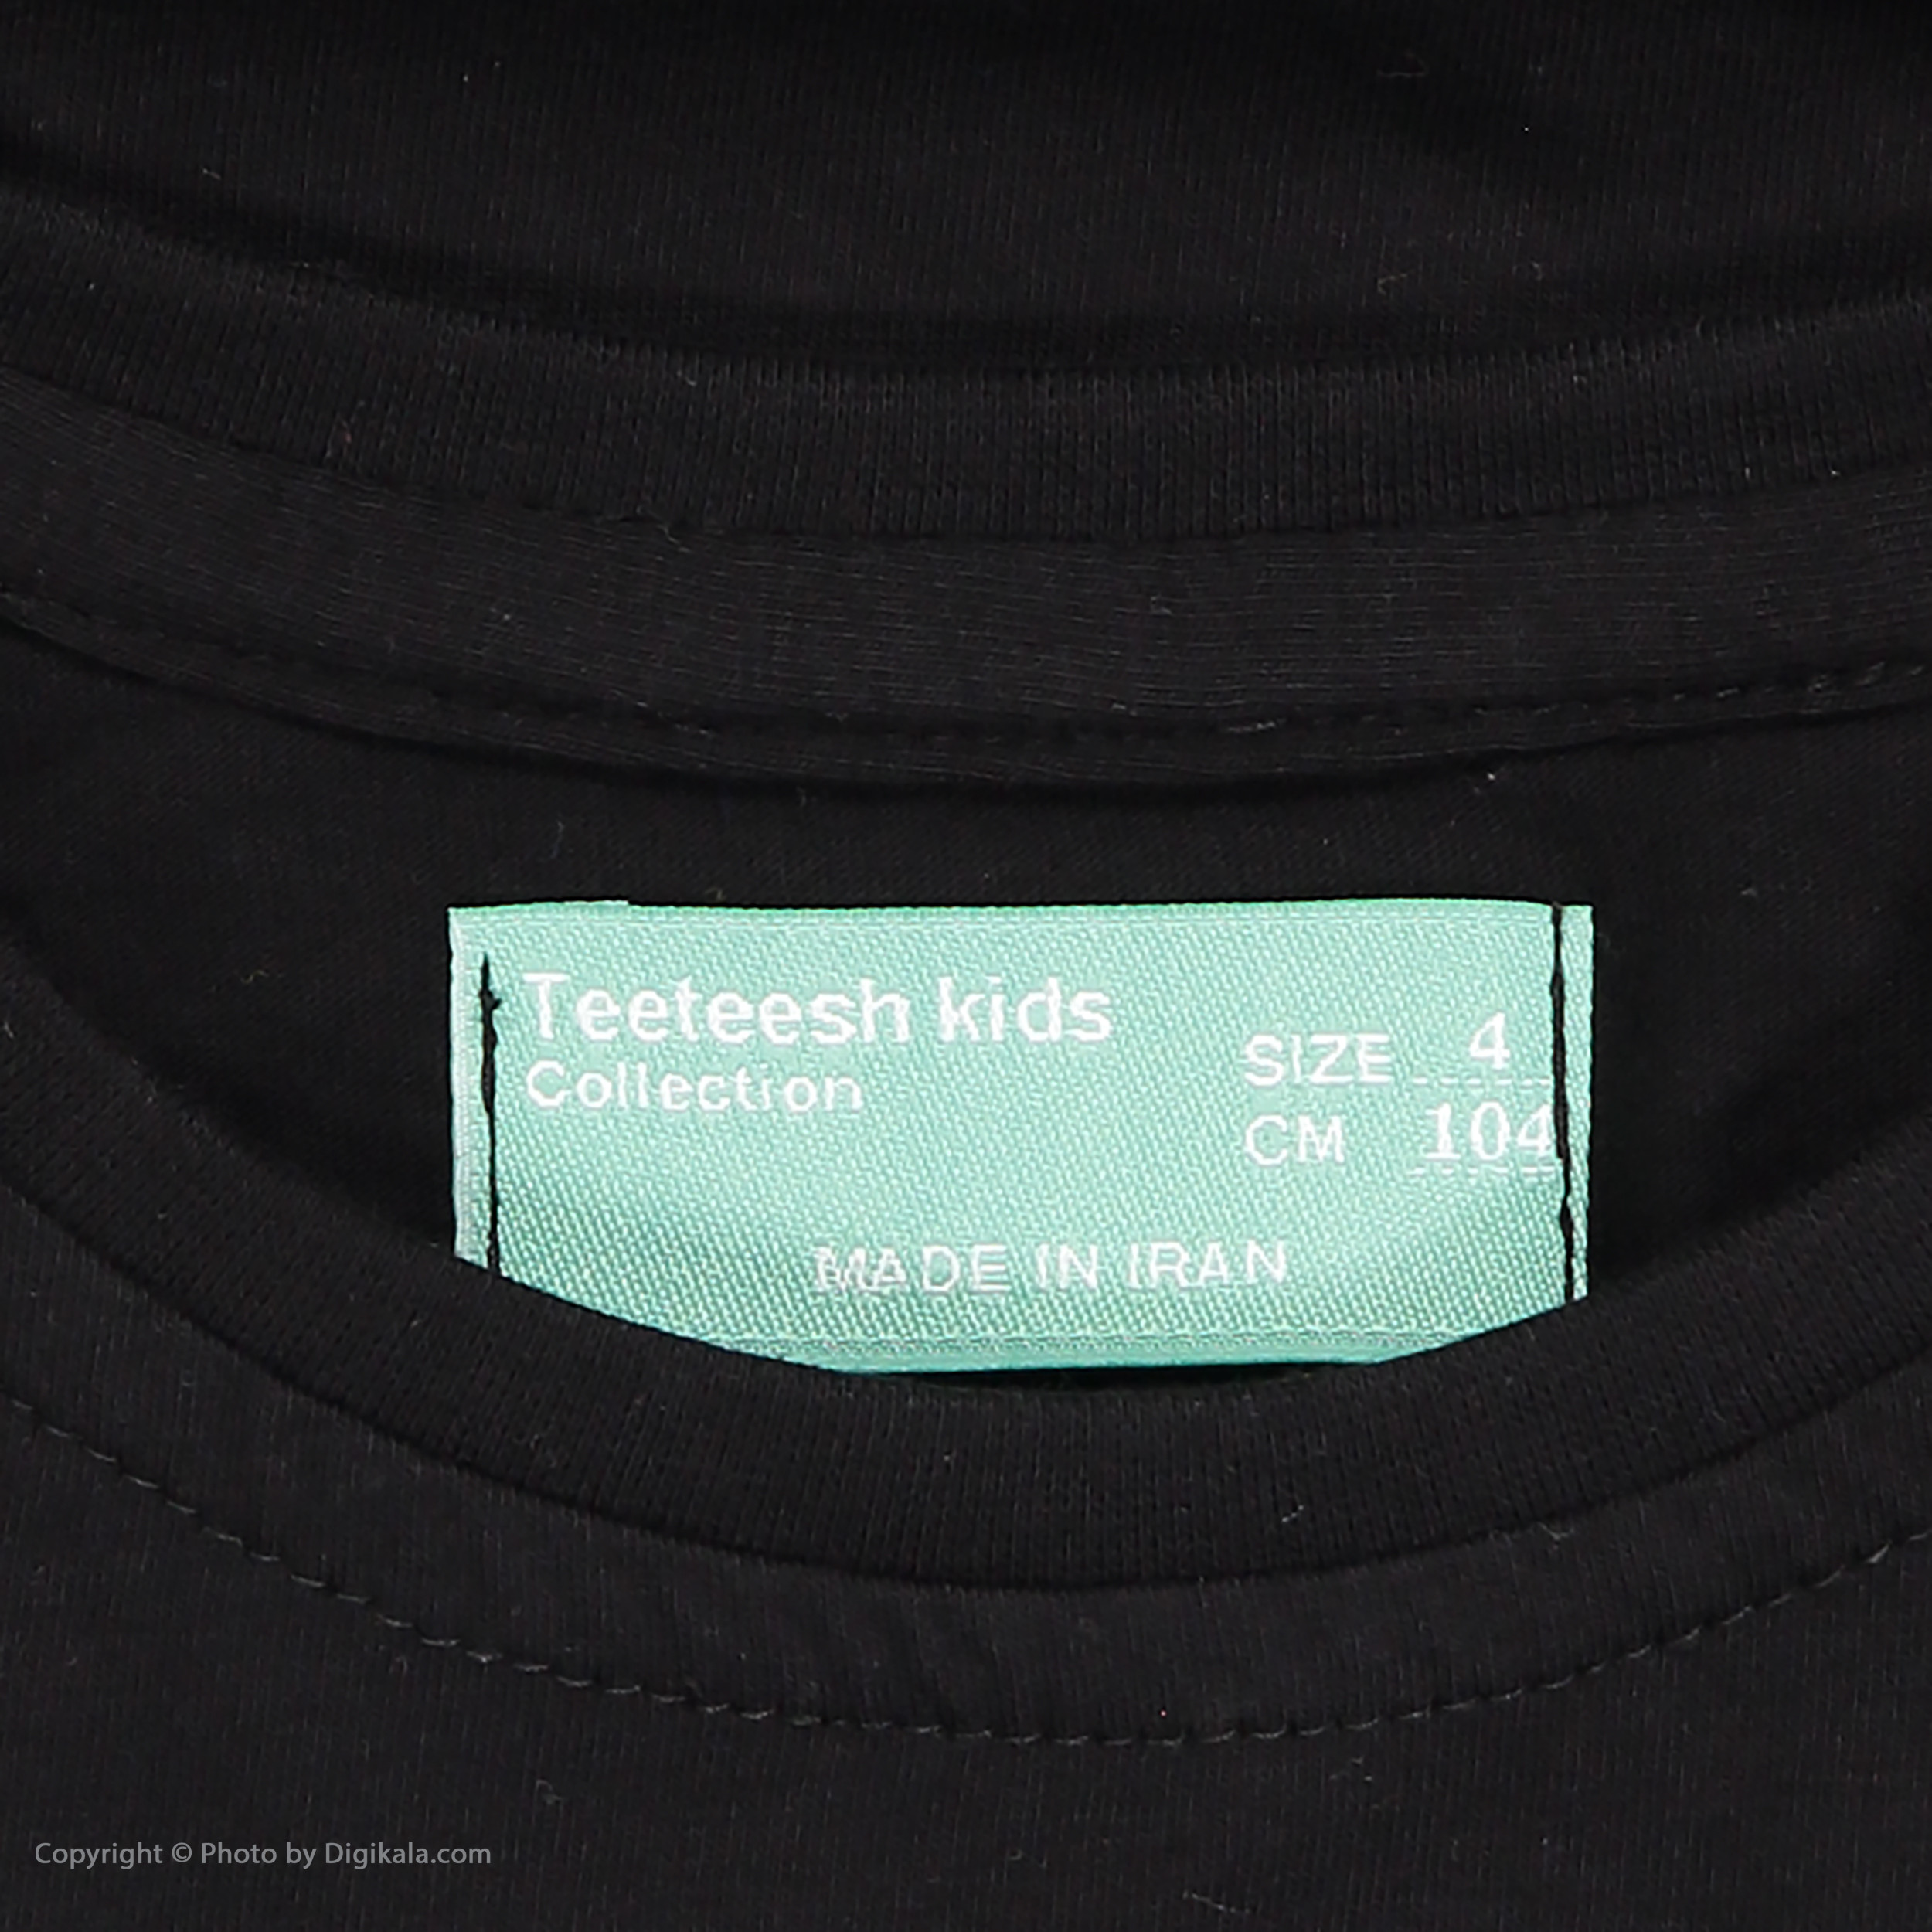 Teeteesh kids
Collection
SIZE 4
CM 104
MADE IN IRAN
Copyright © Photo by Digikala.com